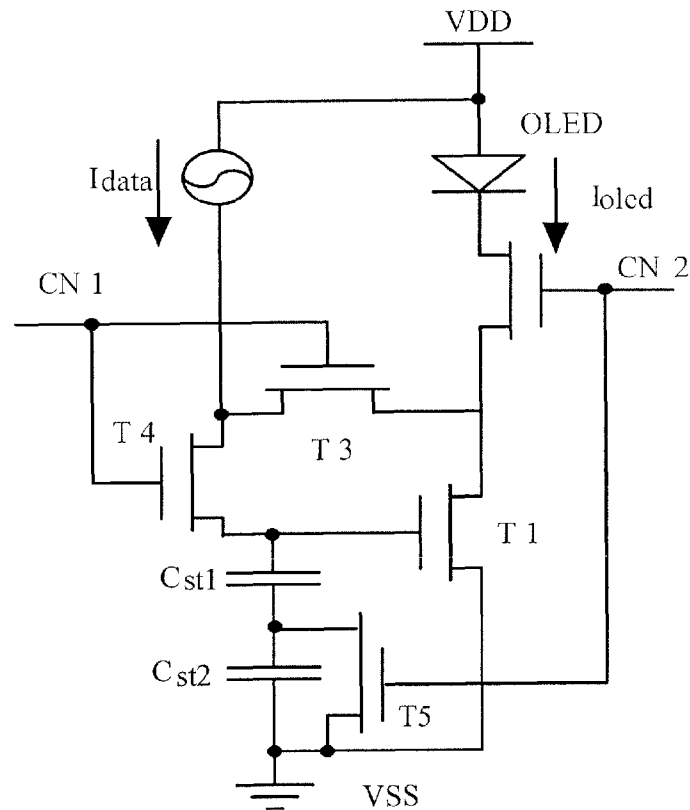 VDD
OLED
Idata
Ioled
CN 1
CN 2
T 4
T 3
T 1
Cst1
Cst2
T5
VSS